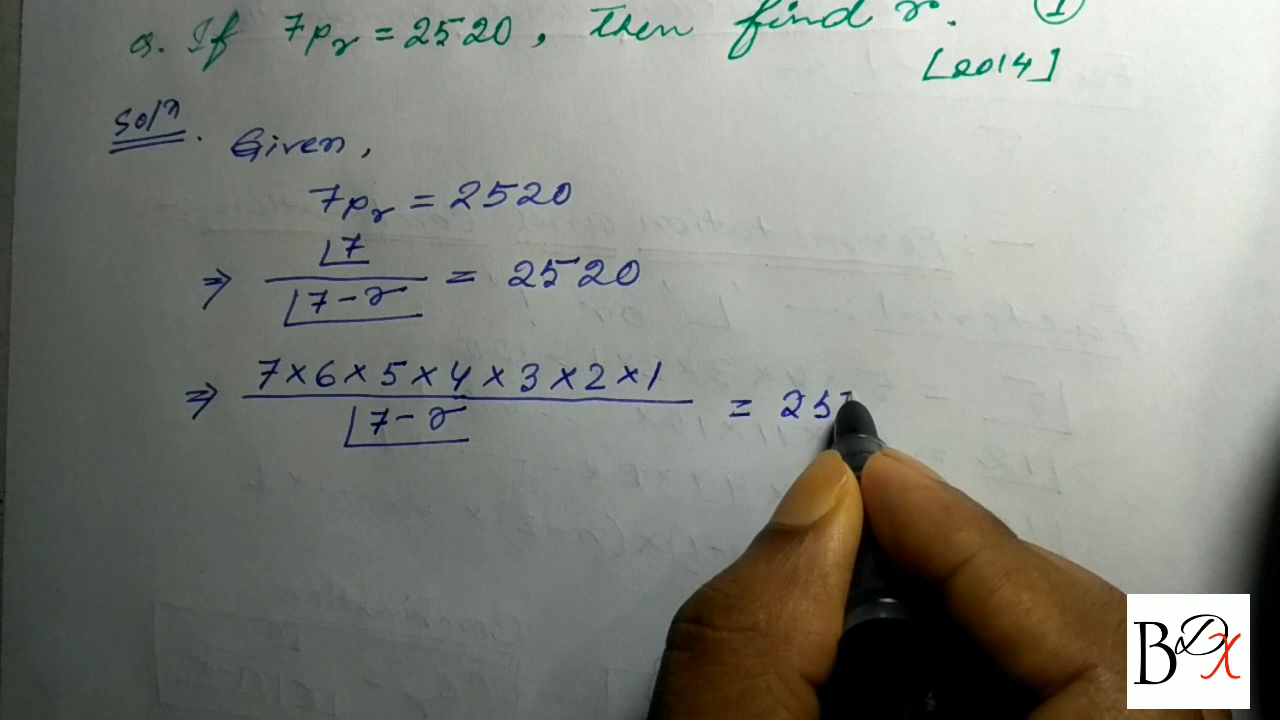 Q. If 7pr = 2520, then find r. ①
[2014]
Soln. Given,
7pr = 2520
⇒ ∟7 / ∟7-r = 2520
⇒ 7×6×5×4×3×2×1 / ∟7-r = 25
BDX